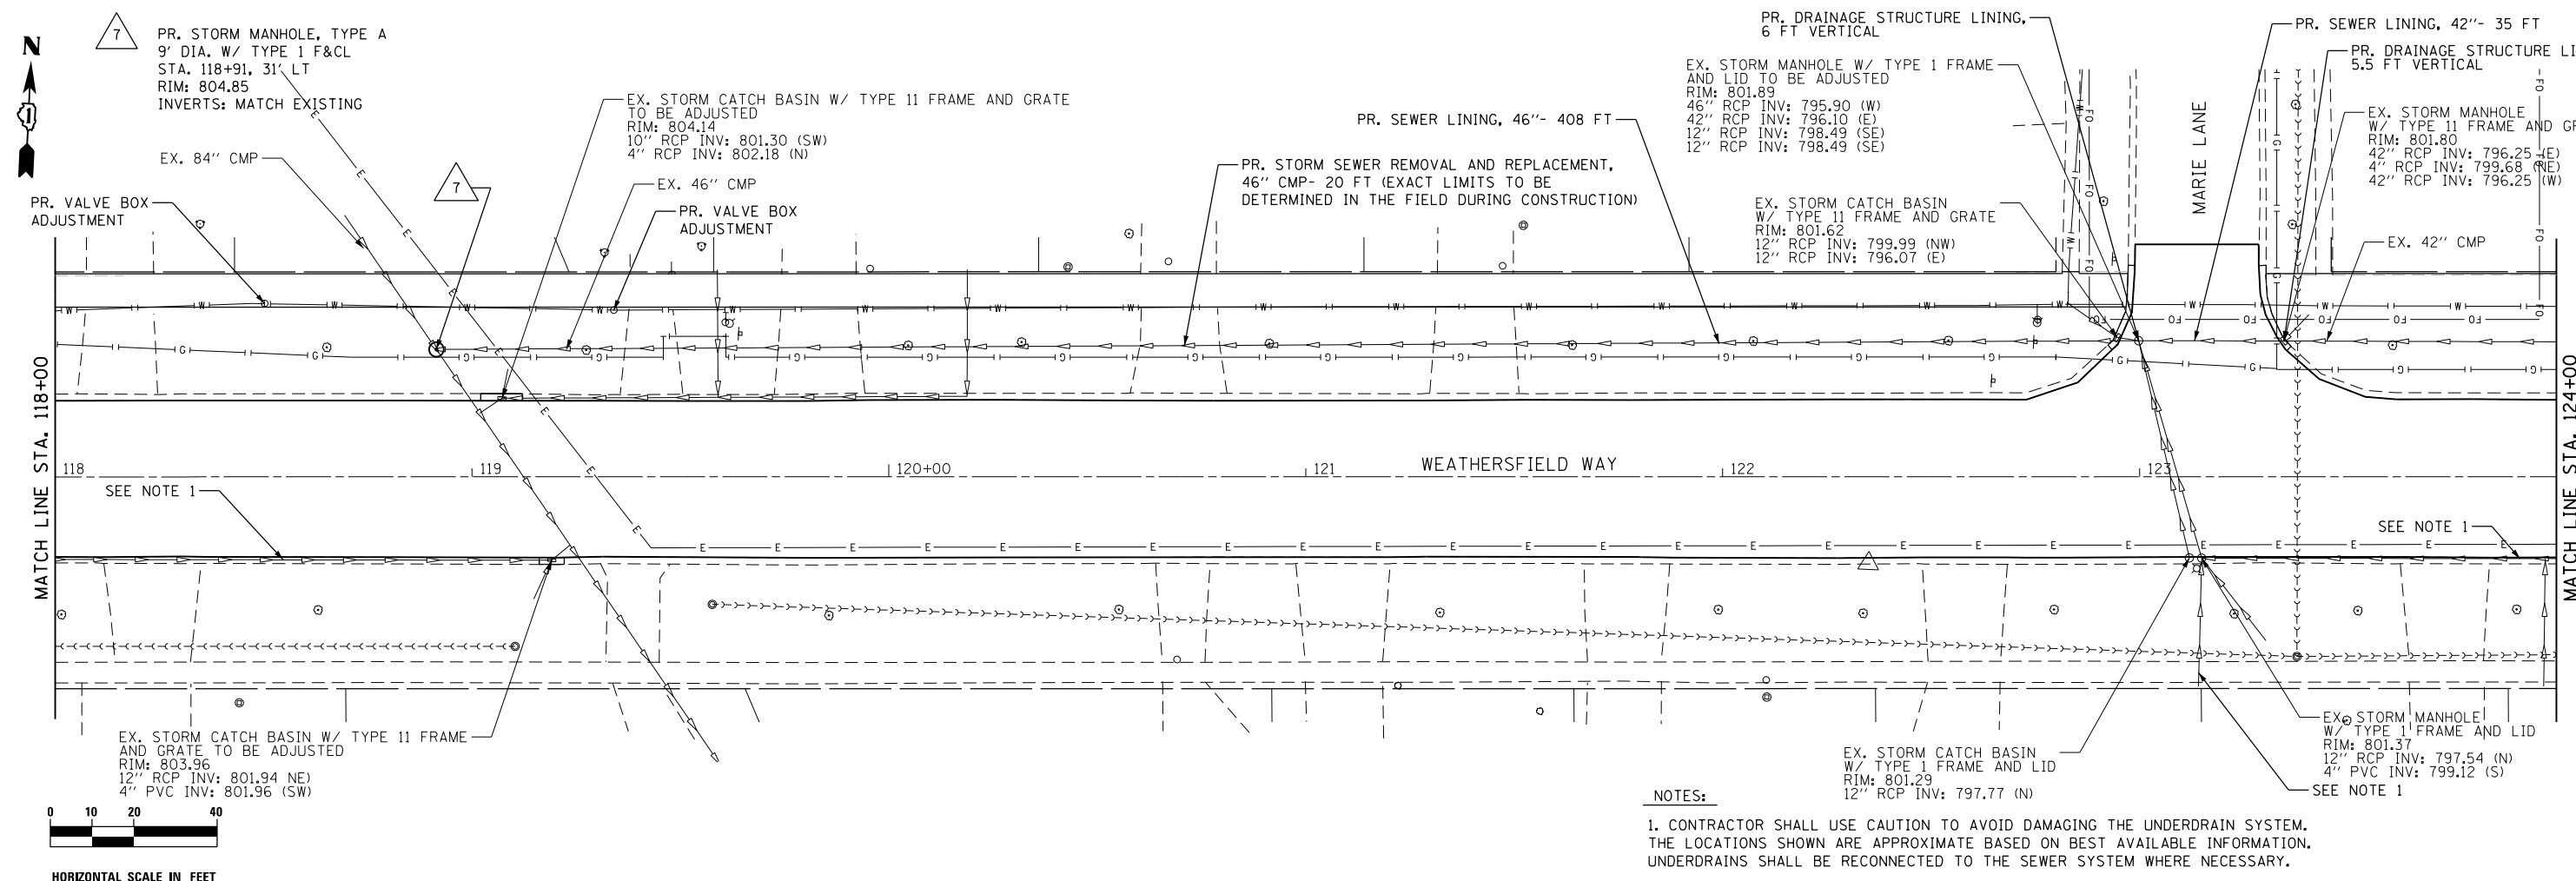 N
7
PR. STORM MANHOLE, TYPE A
9' DIA. W/ TYPE 1 F&CL
STA. 118+91, 31' LT
RIM: 804.85
INVERTS: MATCH EXISTING
EX. 84'' CMP
PR. VALVE BOX
ADJUSTMENT
7
EX. STORM CATCH BASIN W/ TYPE 11 FRAME AND GRATE
TO BE ADJUSTED
RIM: 804.14
10'' RCP INV: 801.30 (SW)
4'' RCP INV: 802.18 (N)
EX. 46'' CMP
PR. VALVE BOX
ADJUSTMENT
PR. SEWER LINING, 46''- 408 FT
PR. STORM SEWER REMOVAL AND REPLACEMENT,
46'' CMP- 20 FT (EXACT LIMITS TO BE
DETERMINED IN THE FIELD DURING CONSTRUCTION)
PR. DRAINAGE STRUCTURE LINING,
6 FT VERTICAL
EX. STORM MANHOLE W/ TYPE 1 FRAME
AND LID TO BE ADJUSTED
RIM: 801.89
46'' RCP INV: 795.90 (W)
42'' RCP INV: 796.10 (E)
12'' RCP INV: 798.49 (SE)
12'' RCP INV: 798.49 (SE)
EX. STORM CATCH BASIN
W/ TYPE 11 FRAME AND GRATE
RIM: 801.62
12'' RCP INV: 799.99 (NW)
12'' RCP INV: 796.07 (E)
MARIE LANE
PR. SEWER LINING, 42''- 35 FT
PR. DRAINAGE STRUCTURE LI
5.5 FT VERTICAL
EX. STORM MANHOLE
W/ TYPE 11 FRAME AND GR
RIM: 801.80
42'' RCP INV: 796.25 (E)
4'' RCP INV: 799.68 (NE)
42'' RCP INV: 796.25 (W)
EX. 42'' CMP
MATCH LINE STA. 118+00
118
119
120+00
121
WEATHERSFIELD WAY
122
123
MATCH LINE STA. 124+00
SEE NOTE 1
SEE NOTE 1
EX. STORM CATCH BASIN W/ TYPE 11 FRAME
AND GRATE TO BE ADJUSTED
RIM: 803.96
12'' RCP INV: 801.94 NE)
4'' PVC INV: 801.96 (SW)
EX. STORM CATCH BASIN
W/ TYPE 1 FRAME AND LID
RIM: 801.29
12'' RCP INV: 797.77 (N)
EX. STORM MANHOLE
W/ TYPE 1 FRAME AND LID
RIM: 801.37
12'' RCP INV: 797.54 (N)
4'' PVC INV: 799.12 (S)
SEE NOTE 1
0 10 20 40
HORIZONTAL SCALE IN FEET
NOTES:
1. CONTRACTOR SHALL USE CAUTION TO AVOID DAMAGING THE UNDERDRAIN SYSTEM.
THE LOCATIONS SHOWN ARE APPROXIMATE BASED ON BEST AVAILABLE INFORMATION.
UNDERDRAINS SHALL BE RECONNECTED TO THE SEWER SYSTEM WHERE NECESSARY.